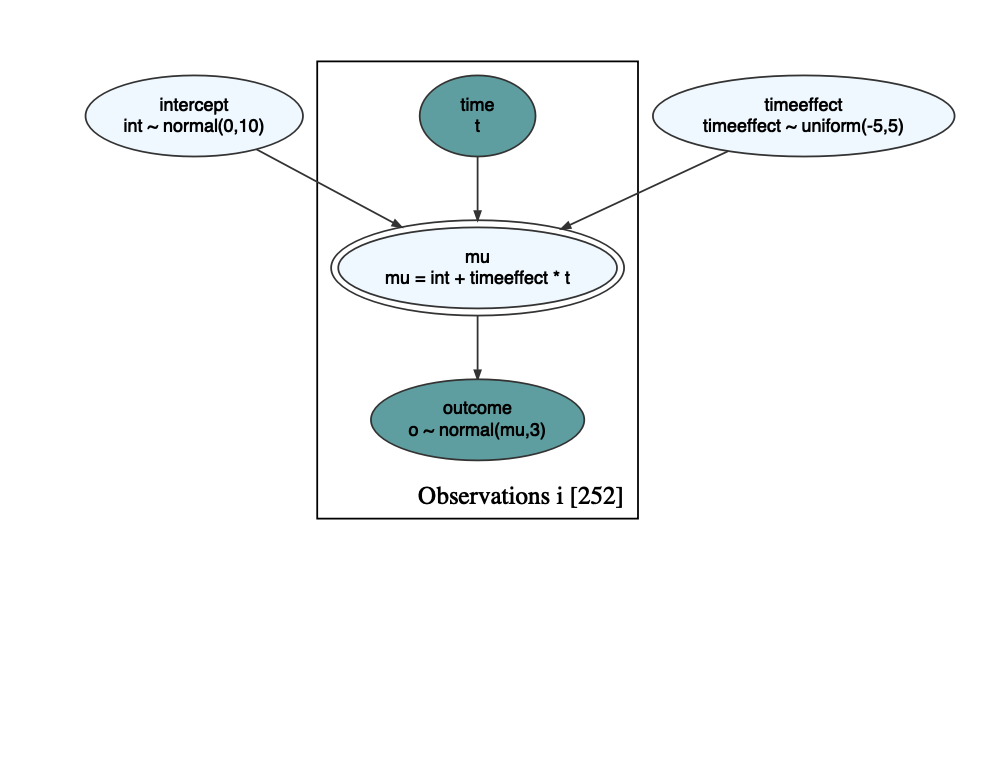 intercept
int ~ normal(0,10)
time
t
timeeffect
timeeffect ~ uniform(-5,5)
mu
mu = int + timeeffect * t
outcome
o ~ normal(mu,3)
Observations i [252]